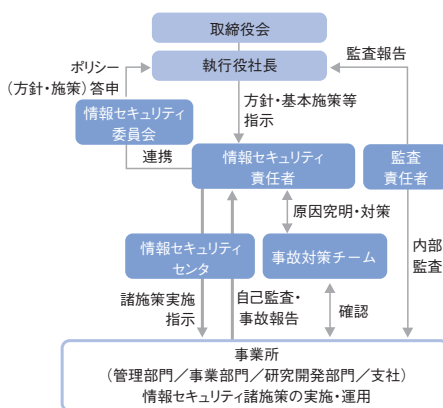 取締役会
執行役社長
ポリシー
(方針・施策)答申
監査報告
方針・基本施策等
指示
情報セキュリティ
委員会
連携
情報セキュリティ
責任者
監査
責任者
原因究明・対策
情報セキュリティ
センタ
事故対策チーム
内部
監査
諸施策実施
指示
自己監査・
事故報告
確認
事業所
(管理部門/事業部門/研究開発部門/支社)
情報セキュリティ諸施策の実施・運用